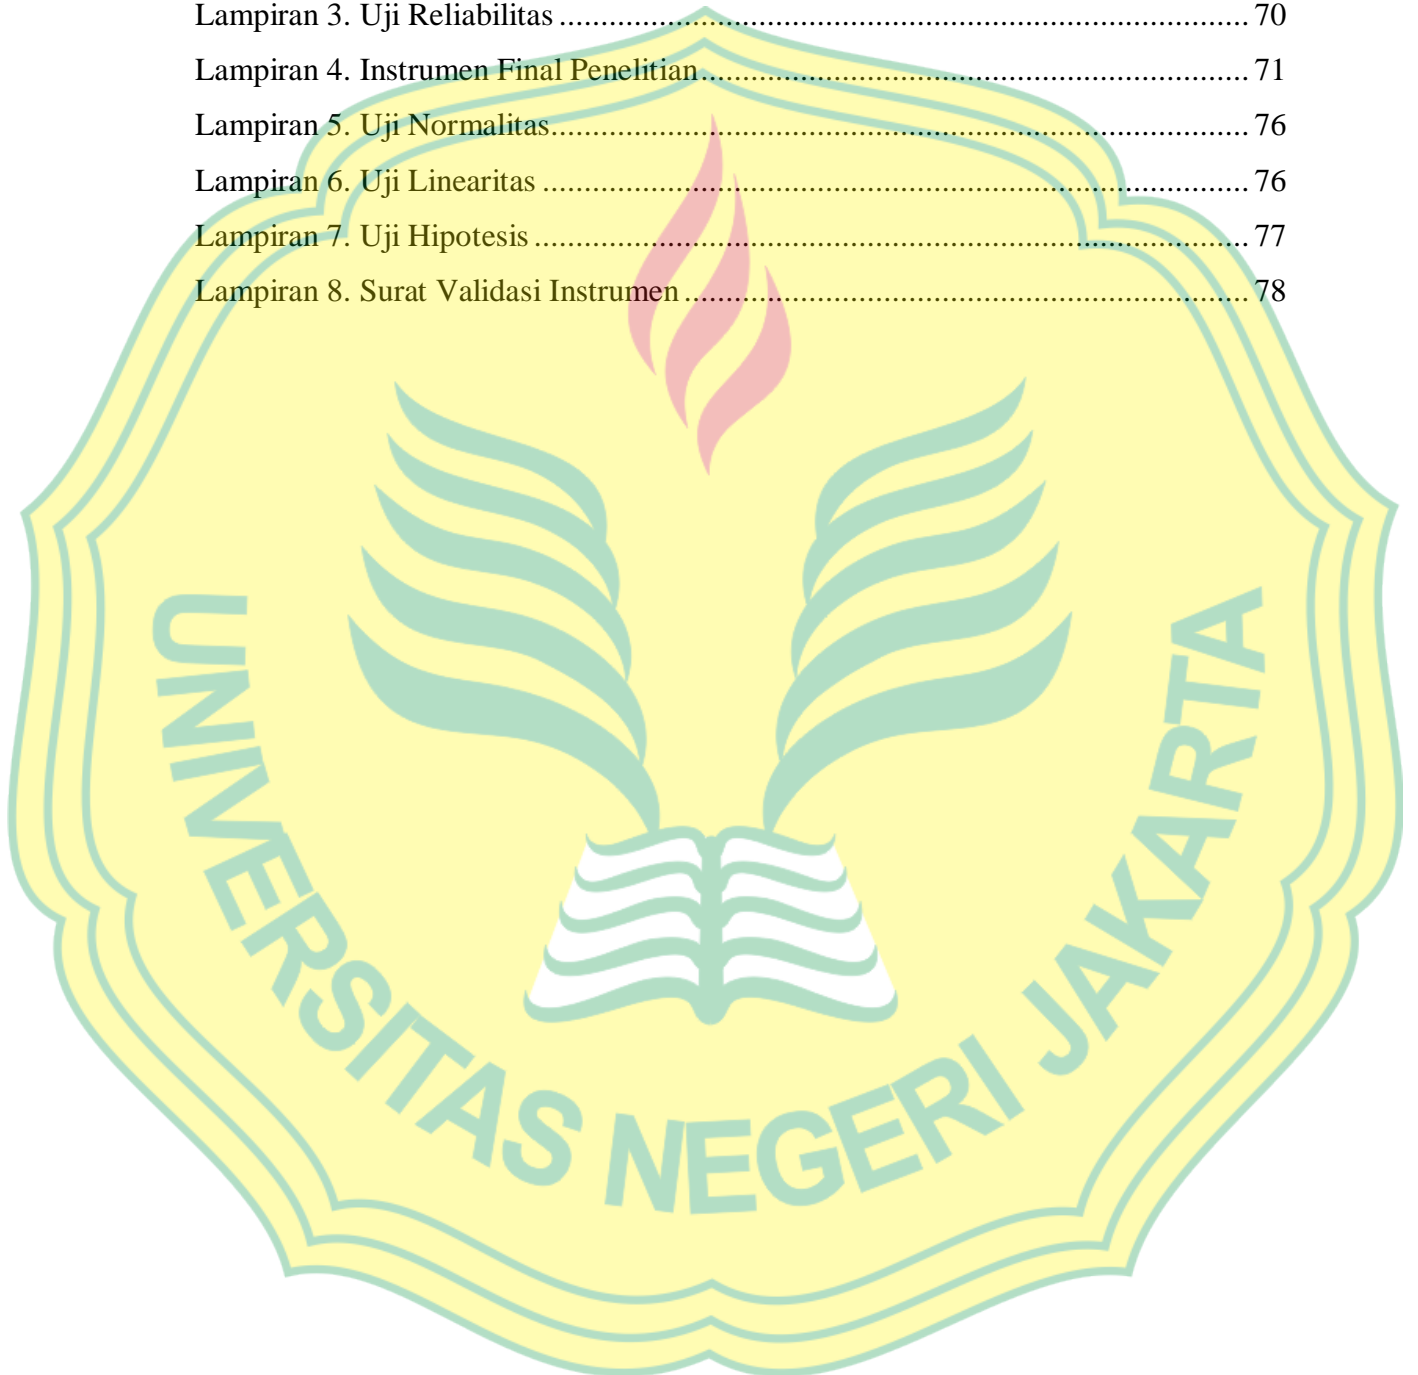 Lampiran 3. Uji Reliabilitas .................................................................................... 70
Lampiran 4. Instrumen Final Penelitian................................................................... 71
Lampiran 5. Uji Normalitas..................................................................................... 76
Lampiran 6. Uji Linearitas ...................................................................................... 76
Lampiran 7. Uji Hipotesis ....................................................................................... 77
Lampiran 8. Surat Validasi Instrumen ..................................................................... 78
UNIVERSITAS NEGERI JAKARTA